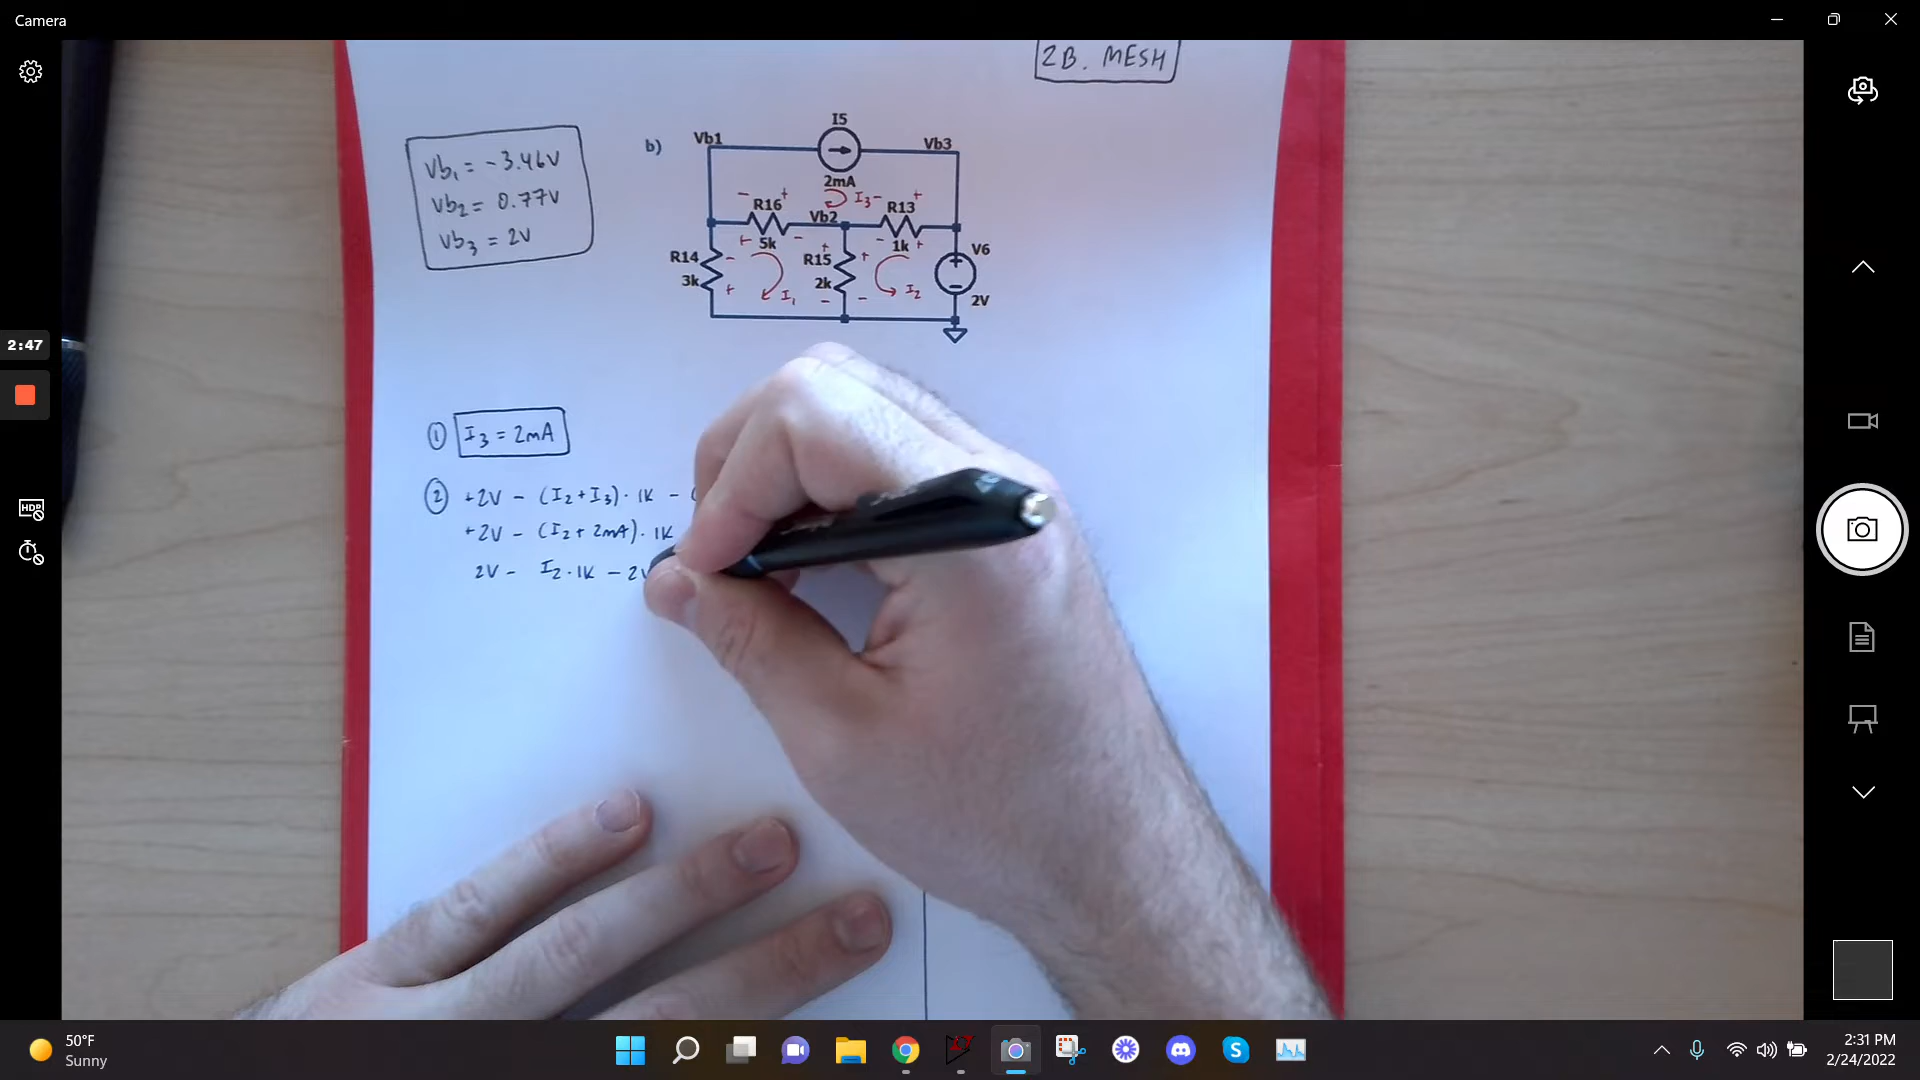 Camera
2B. MESH
Vb1 = -3.46V
Vb2 = 0.77V
Vb3 = 2V
b)
I5
Vb1
Vb3
2mA
- + I3 - +
R16
Vb2
R13
+ 5k -
- 1k +
V6
R14
3k
- +
R15
2k
+ -
+ -
I1
I2
+
-
2V
2:47
① I3 = 2mA
② +2V - (I2+I3) · 1K - (
+2V - (I2 + 2mA) · 1K
2V - I2 · 1K - 2V
HDR
50°F
Sunny
2:31 PM
2/24/2022